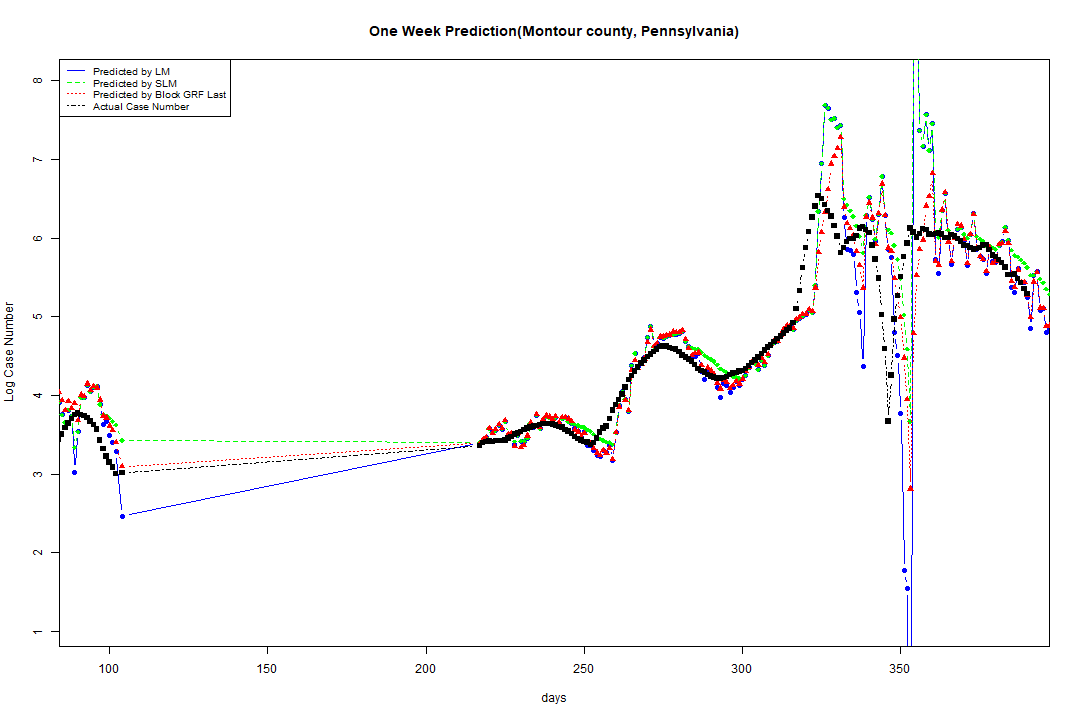 One Week Prediction(Montour county, Pennsylvania)
Predicted by LM
Predicted by SLM
Predicted by Block GRF Last
Actual Case Number
8
7
6
5
4
3
2
1
Log Case Number
100 150 200 250 300 350
days